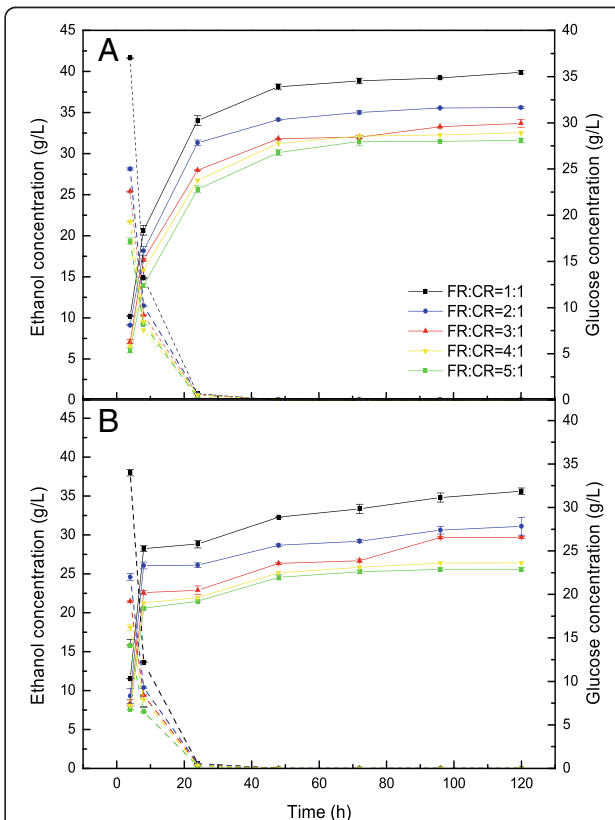 A
45
40
35
30
25
20
15
10
5
0
Ethanol concentration (g/L)
40
35
30
25
20
15
10
5
0
Glucose concentration (g/L)
FR:CR=1:1
FR:CR=2:1
FR:CR=3:1
FR:CR=4:1
FR:CR=5:1
B
45
40
35
30
25
20
15
10
5
0
Ethanol concentration (g/L)
40
35
30
25
20
15
10
5
0
Glucose concentration (g/L)
0 20 40 60 80 100 120
Time (h)